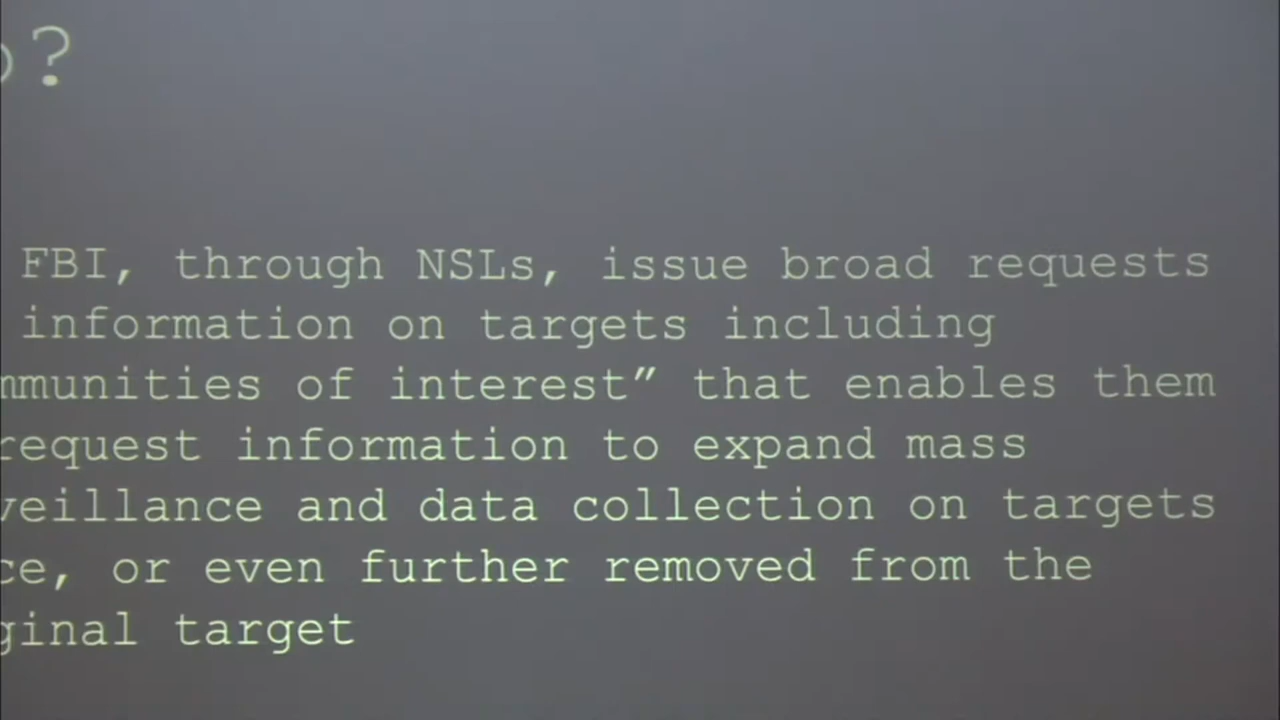 ?
FBI, through NSLs, issue broad requests
information on targets including
mmunities of interest” that enables them
request information to expand mass
veillance and data collection on targets
ce, or even further removed from the
ginal target